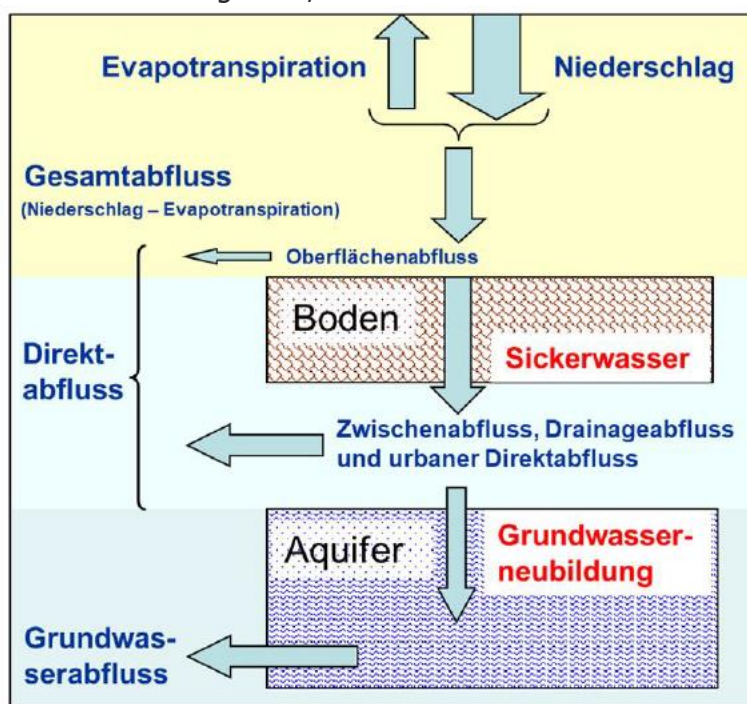 Evapotranspiration
Niederschlag
Gesamtabfluss
(Niederschlag – Evapotranspiration)
Oberflächenabfluss
Boden
Sickerwasser
Direkt-
abfluss
Zwischenabfluss, Drainageabfluss
und urbaner Direktabfluss
Aquifer
Grundwasser-
neubildung
Grundwas-
serabfluss